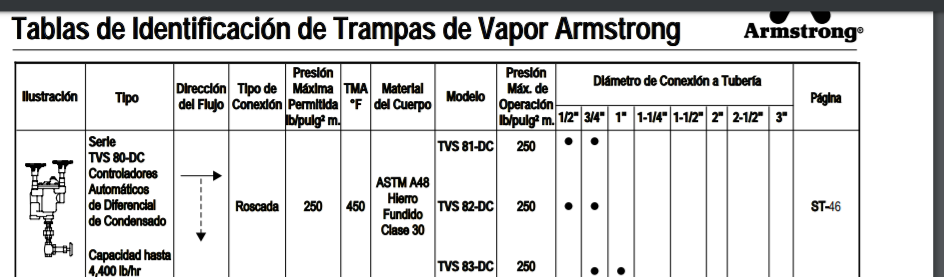 Tablas de Identificación de Trampas de Vapor Armstrong
Armstrong®
Ilustración
Tipo
Dirección
del Flujo
Tipo de
Conexión
Presión
Máxima
Permitida
lb/pulg² m.
TMA
°F
Material
del Cuerpo
Modelo
Presión
Máx. de
Operación
lb/pulg² m.
Diámetro de Conexión a Tubería
1/2" 3/4" 1" 1-1/4" 1-1/2" 2" 2-1/2" 3"
Página
Serie
TVS 80-DC
Controladores
Automáticos
de Diferencial
de Condensado
Capacidad hasta
4,400 lb/hr
Roscada
250
450
ASTM A48
Hierro
Fundido
Clase 30
TVS 81-DC 250 • •
TVS 82-DC 250 • •
TVS 83-DC 250 • •
ST-46